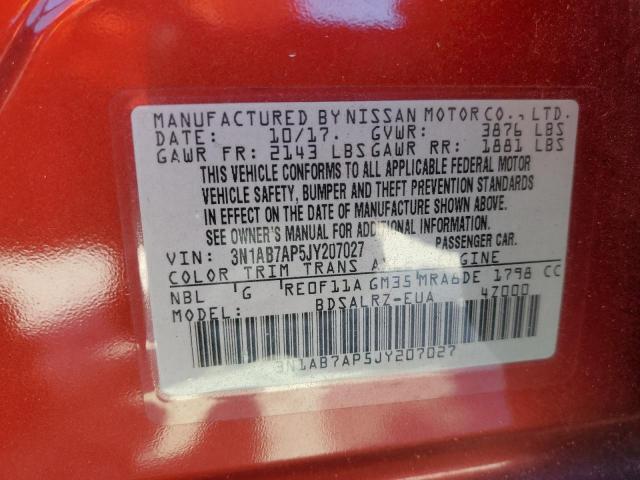 MANUFACTURED BY NISSAN MOTOR CO., LTD.
DATE: 10/17. GVWR: 3876 LBS
GAWR FR: 2143 LBS GAWR RR: 1881 LBS
THIS VEHICLE CONFORMS TO ALL APPLICABLE FEDERAL MOTOR
VEHICLE SAFETY, BUMPER AND THEFT PREVENTION STANDARDS
IN EFFECT ON THE DATE OF MANUFACTURE SHOWN ABOVE.
SEE OWNER'S MANUAL FOR ADDITIONAL INFORMATION.
VIN: 3N1AB7AP5JY207027 PASSENGER CAR.
COLOR TRIM TRANS A GINE
NBL 'G 'RE0F11A GM35'MRA6DE 1798 CC
BDSALRZ-EUA 4Z000
3N1AB7AP5JY207027